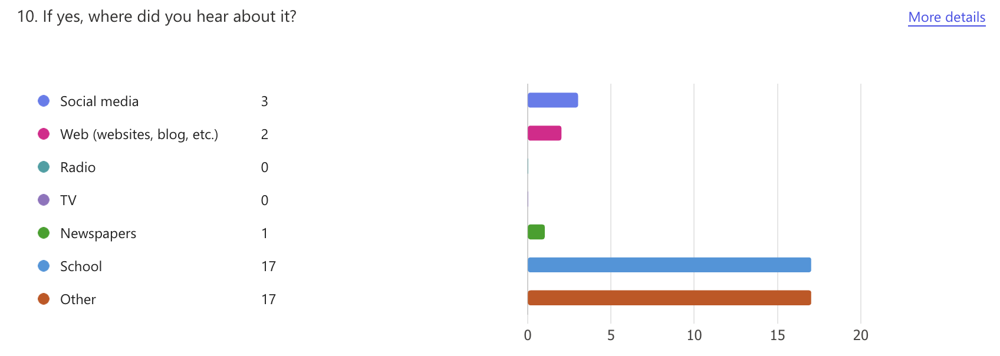 10. If yes, where did you hear about it?
More details
Social media 3
Web (websites, blog, etc.) 2
Radio 0
TV 0
Newspapers 1
School 17
Other 17
0 5 10 15 20